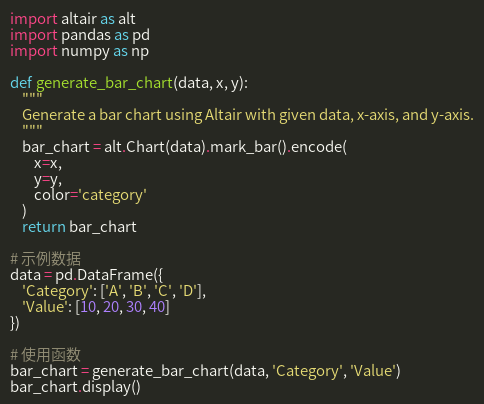 import altair as alt
import pandas as pd
import numpy as np

def generate_bar_chart(data, x, y):
    """
    Generate a bar chart using Altair with given data, x-axis, and y-axis.
    """
    bar_chart = alt.Chart(data).mark_bar().encode(
        x=x,
        y=y,
        color='category'
    )
    return bar_chart

# 示例数据
data = pd.DataFrame({
    'Category': ['A', 'B', 'C', 'D'],
    'Value': [10, 20, 30, 40]
})

# 使用函数
bar_chart = generate_bar_chart(data, 'Category', 'Value')
bar_chart.display()